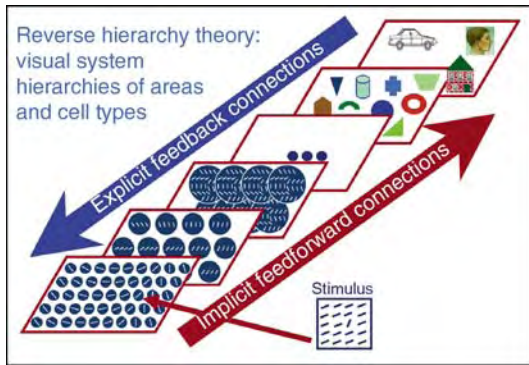 Reverse hierarchy theory:
visual system
hierarchies of areas
and cell types
Explicit feedback connections
Implicit feedforward connections
Stimulus